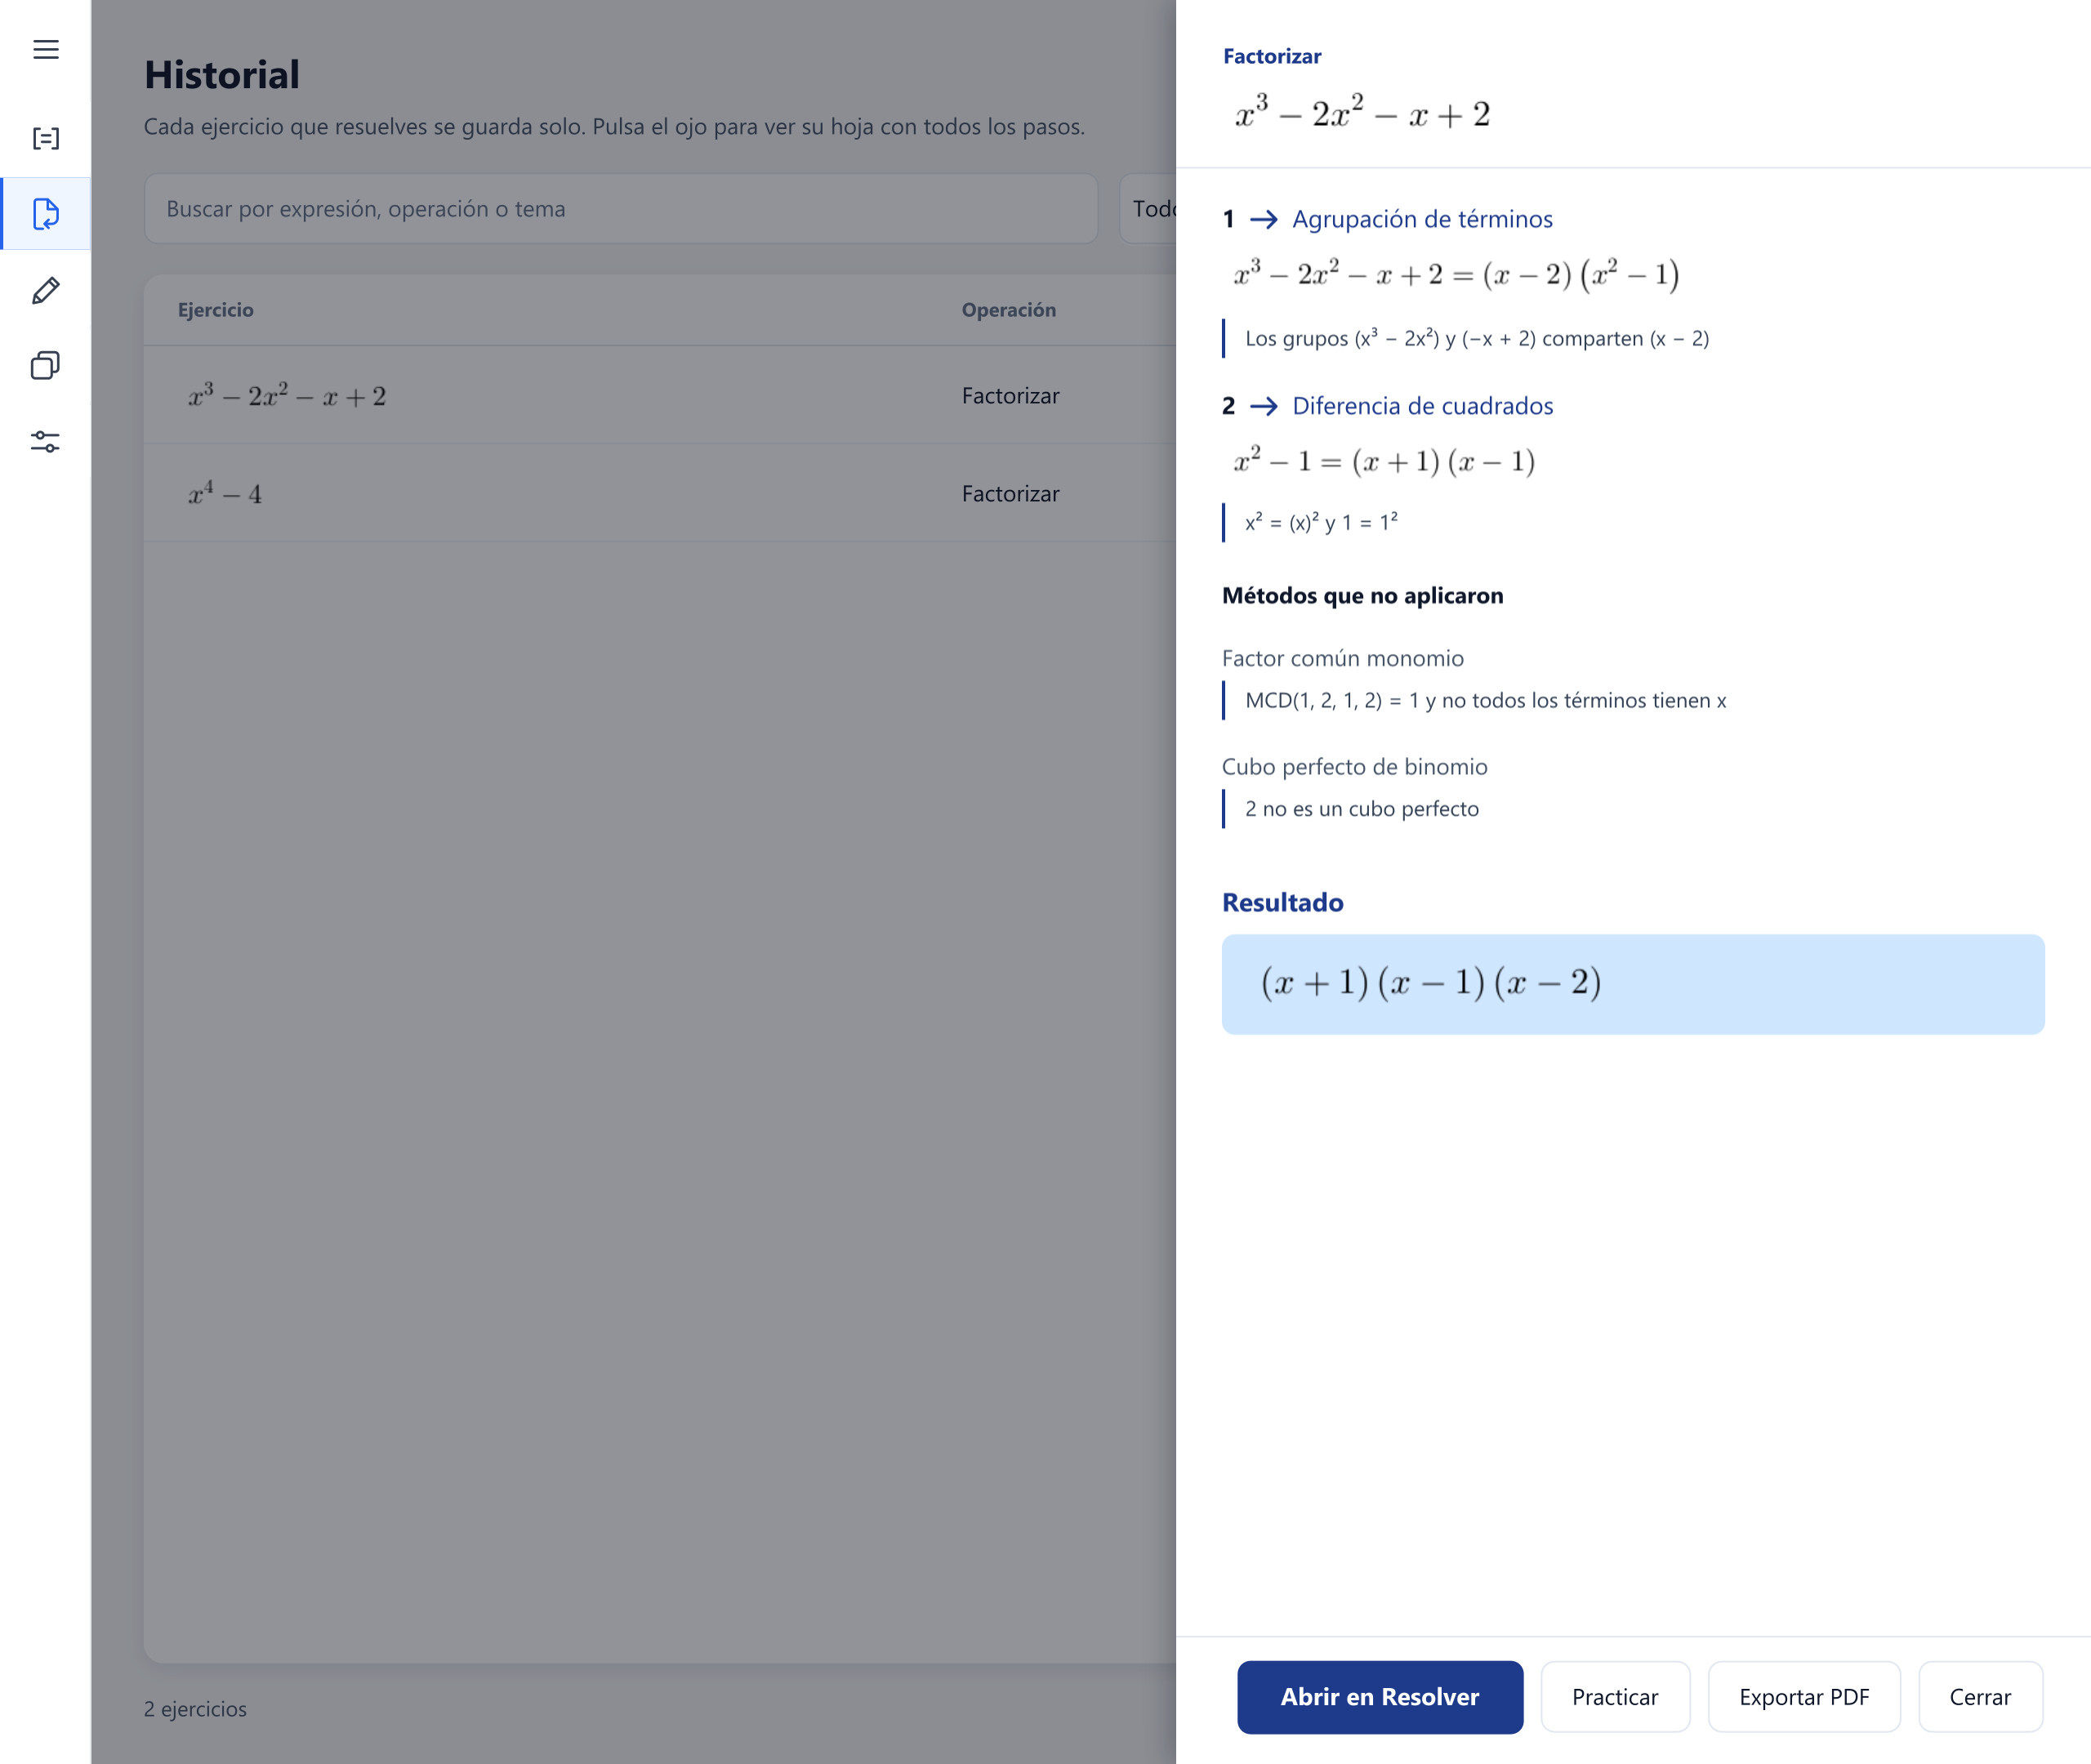 Historial
Cada ejercicio que resuelves se guarda solo. Pulsa el ojo para ver su hoja con todos los pasos.
Buscar por expresión, operación o tema
Ejercicio Operación
x³ − 2x² − x + 2 Factorizar
x⁴ − 4 Factorizar
2 ejercicios
Factorizar
x³ − 2x² − x + 2
1 → Agrupación de términos
x³ − 2x² − x + 2 = (x − 2) (x² − 1)
Los grupos (x³ − 2x²) y (−x + 2) comparten (x − 2)
2 → Diferencia de cuadrados
x² − 1 = (x + 1) (x − 1)
x² = (x)² y 1 = 1²
Métodos que no aplicaron
Factor común monomio
MCD(1, 2, 1, 2) = 1 y no todos los términos tienen x
Cubo perfecto de binomio
2 no es un cubo perfecto
Resultado
(x + 1) (x − 1) (x − 2)
Abrir en Resolver Practicar Exportar PDF Cerrar